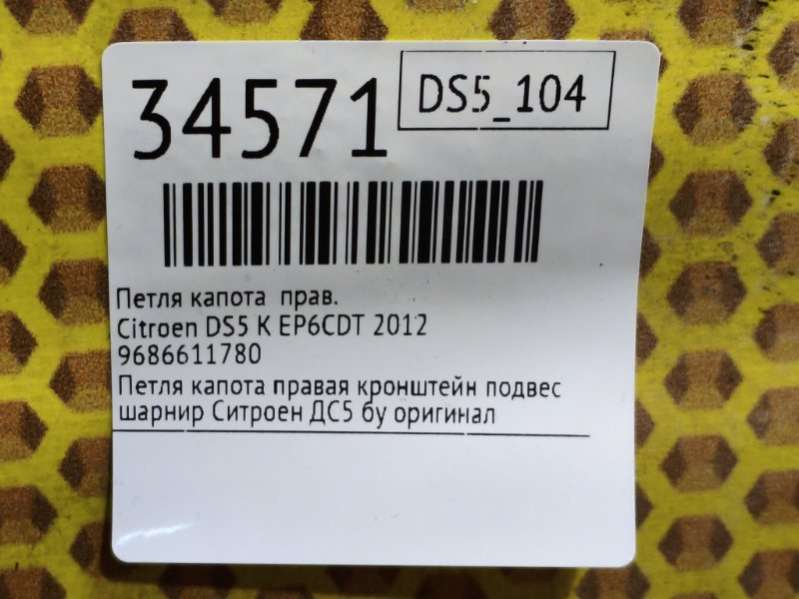 34571
DS5_104
Петля капота прав.
Citroen DS5 K EP6CDT 2012
9686611780
Петля капота правая кронштейн подвес
шарнир Ситроен ДС5 бу оригинал